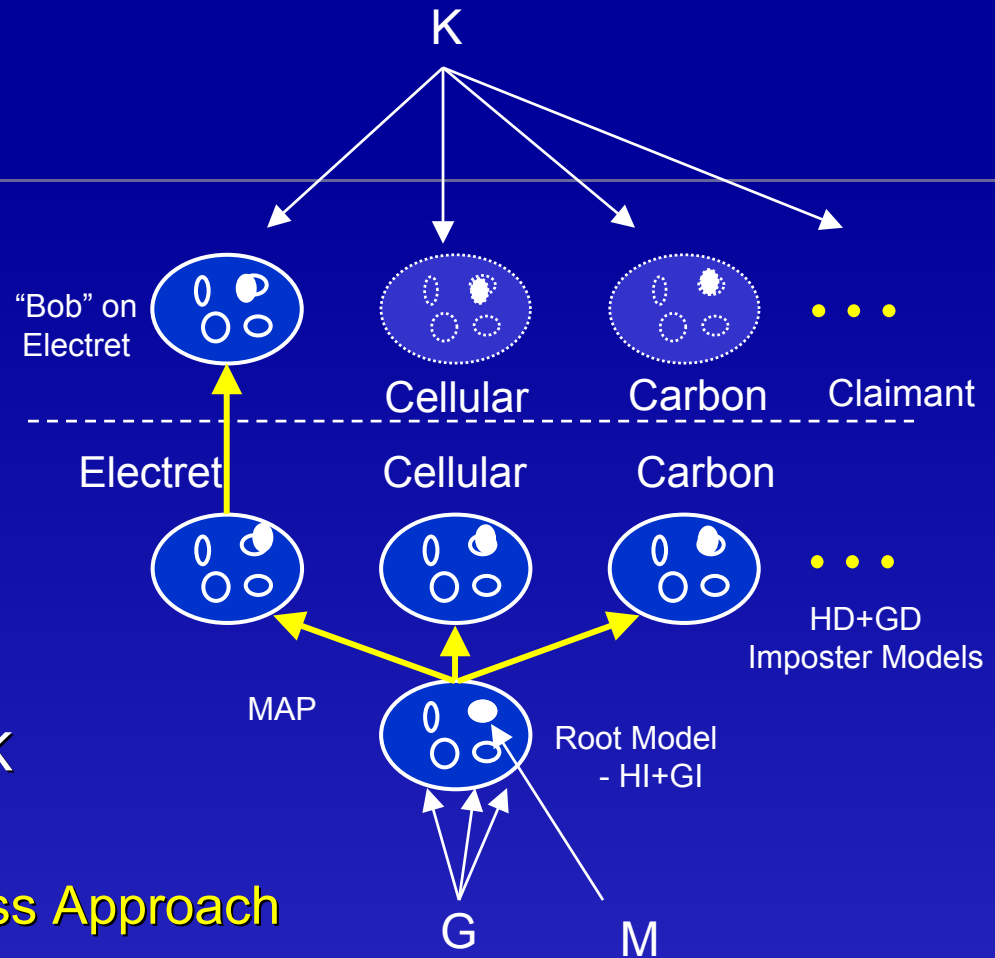 K
“Bob” on
Electret
Cellular
Carbon
Claimant
Electret
Cellular
Carbon
HD+GD
Imposter Models
MAP
Root Model
- HI+GI
K
Approach
G
M